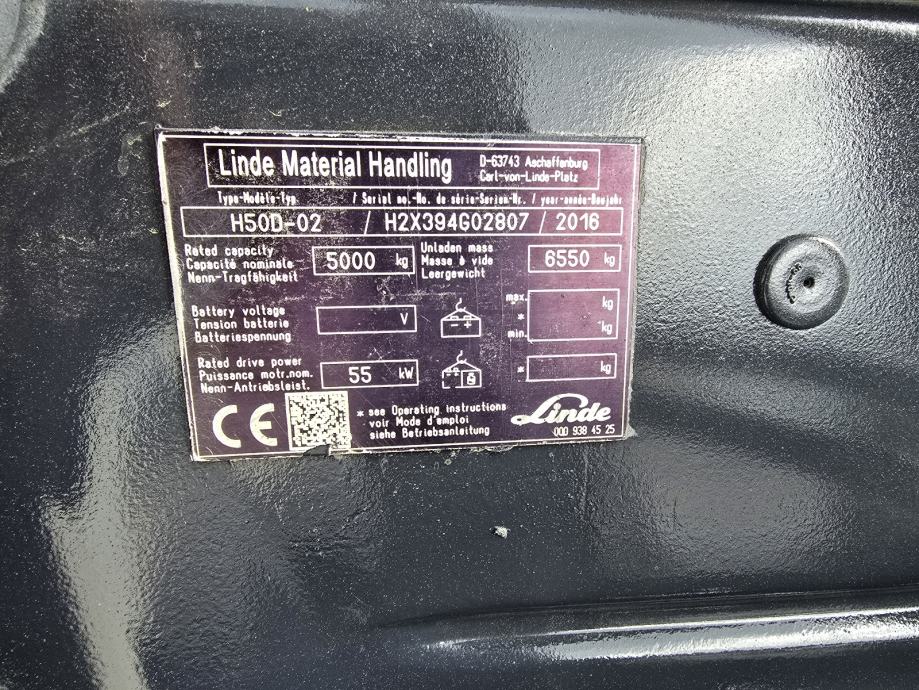 Linde Material Handling
D-63743 Aschaffenburg
Carl-von-Linde-Platz
Type-Modèle-Typ / Serial no.-No. de série-Serien-Nr. / year-année-Baujahr
H50D-02 / H2X394G02807 / 2016
Rated capacity
Capacité nominale
Nenn-Tragfähigkeit
5000 kg
Unladen mass
Masse à vide
Leergewicht
6550 kg
Battery voltage
Tension batterie
Batteriespannung
V
max. kg
*
min. kg
Rated drive power
Puissance motr.nom.
Nenn-Antriebsleist.
55 kW
* kg
CE
* see Operating instructions
voir Mode d'emploi
siehe Betriebsanleitung
Linde
000 938 45 25